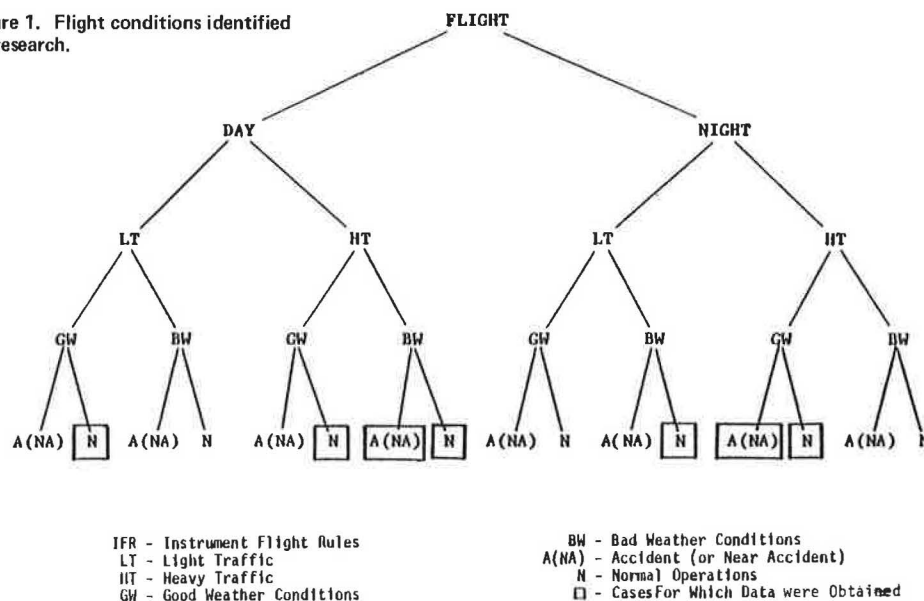 ure 1. Flight conditions identified
esearch.
FLIGHT
DAY NIGHT
LT HT LT HT
GW BW GW BW GW BW GW BW
A(NA) N A(NA) N A(NA) N A(NA) N A(NA) N A(NA) N A(NA) N A(NA) N
IFR - Instrument Flight Rules
LT - Light Traffic
HT - Heavy Traffic
GW - Good Weather Conditions
BW - Bad Weather Conditions
A(NA) - Accident (or Near Accident)
N - Normal Operations
□ - Cases For Which Data were Obtained